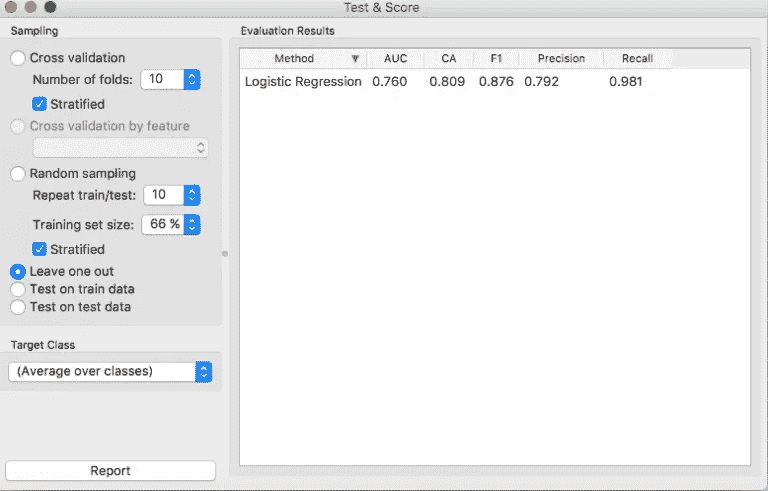 Test & Score
Sampling
Cross validation
Number of folds: 10
Stratified
Cross validation by feature
Random sampling
Repeat train/test: 10
Training set size: 66 %
Stratified
Leave one out
Test on train data
Test on test data
Target Class
(Average over classes)
Report
Evaluation Results
Method AUC CA F1 Precision Recall
Logistic Regression 0.760 0.809 0.876 0.792 0.981